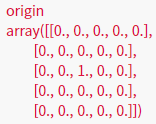 origin
array([[0., 0., 0., 0., 0.],
[0., 0., 0., 0., 0.],
[0., 0., 1., 0., 0.],
[0., 0., 0., 0., 0.],
[0., 0., 0., 0., 0.]])